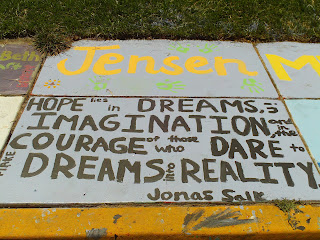 Beth
Jensen
M
HOPE lies in DREAMS, in
IMAGINATION and in the
COURAGE of those who DARE to
MAKE
DREAMS into REALITY.
Jonas Salk